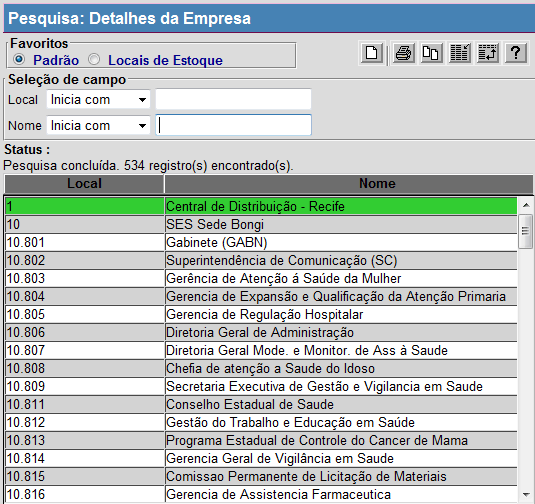 Pesquisa: Detalhes da Empresa
Favoritos
Padrão Locais de Estoque
Seleção de campo
Local Inicia com
Nome Inicia com
Status :
Pesquisa concluída. 534 registro(s) encontrado(s).
Local Nome
1 Central de Distribuição - Recife
10 SES Sede Bongi
10.801 Gabinete (GABN)
10.802 Superintendência de Comunicação (SC)
10.803 Gerência de Atenção á Saúde da Mulher
10.804 Gerencia de Expansão e Qualificação da Atenção Primaria
10.805 Gerencia de Regulação Hospitalar
10.806 Diretoria Geral de Administração
10.807 Diretoria Geral Mode. e Monitor. de Ass à Saude
10.808 Chefia de atenção a Saude do Idoso
10.809 Secretaria Executiva de Gestão e Vigilancia em Saude
10.811 Conselho Estadual de Saude
10.812 Gestão do Trabalho e Educação em Saúde
10.813 Programa Estadual de Controle do Cancer de Mama
10.814 Gerencia Geral de Vigilância em Saude
10.815 Comissao Permanente de Licitação de Materiais
10.816 Gerencia de Assistencia Farmaceutica